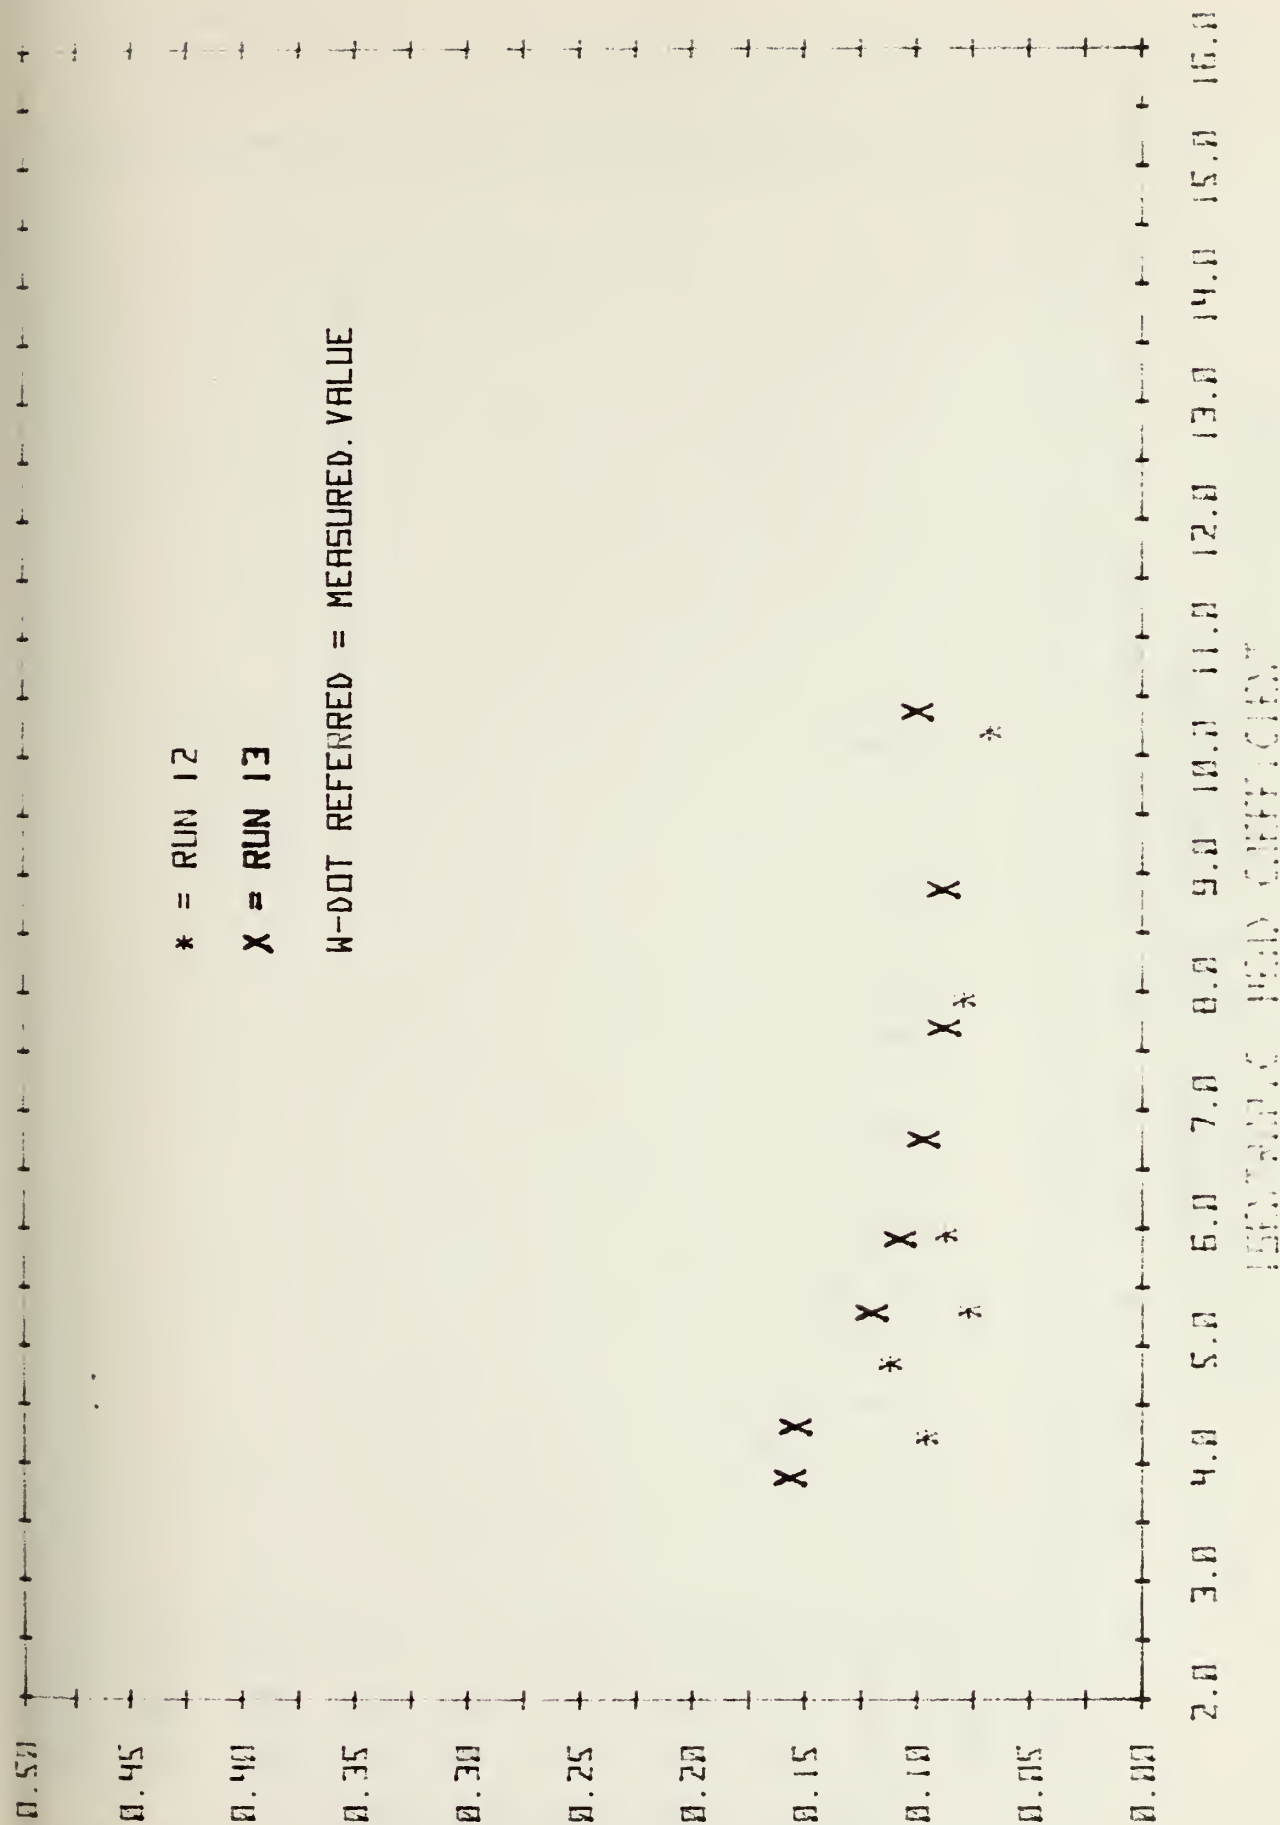 * = RUN 12
X = RUN 13
W-DOT REFERRED = MEASURED. VALUE
0.50
0.45
0.40
0.35
0.30
0.25
0.20
0.15
0.10
0.05
0.00
2.0 3.0 4.0 5.0 6.0 7.0 8.0 9.0 10.0 11.0 12.0 13.0 14.0 15.0 16.0
ISENTROPIC HEAD COEFFICIENT